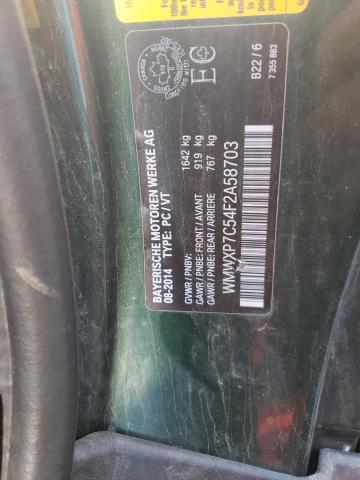 BAYERISCHE MOTOREN WERKE AG
08-2014 TYPE: PC / VT
GVWR / PNBV: 1642 kg
GAWR / PNBE: FRONT / AVANT 919 kg
GAWR / PNBE: REAR / ARRIERE 767 kg
WMWXP7C54F2A58703
EC
B22 / 6
7 355 883